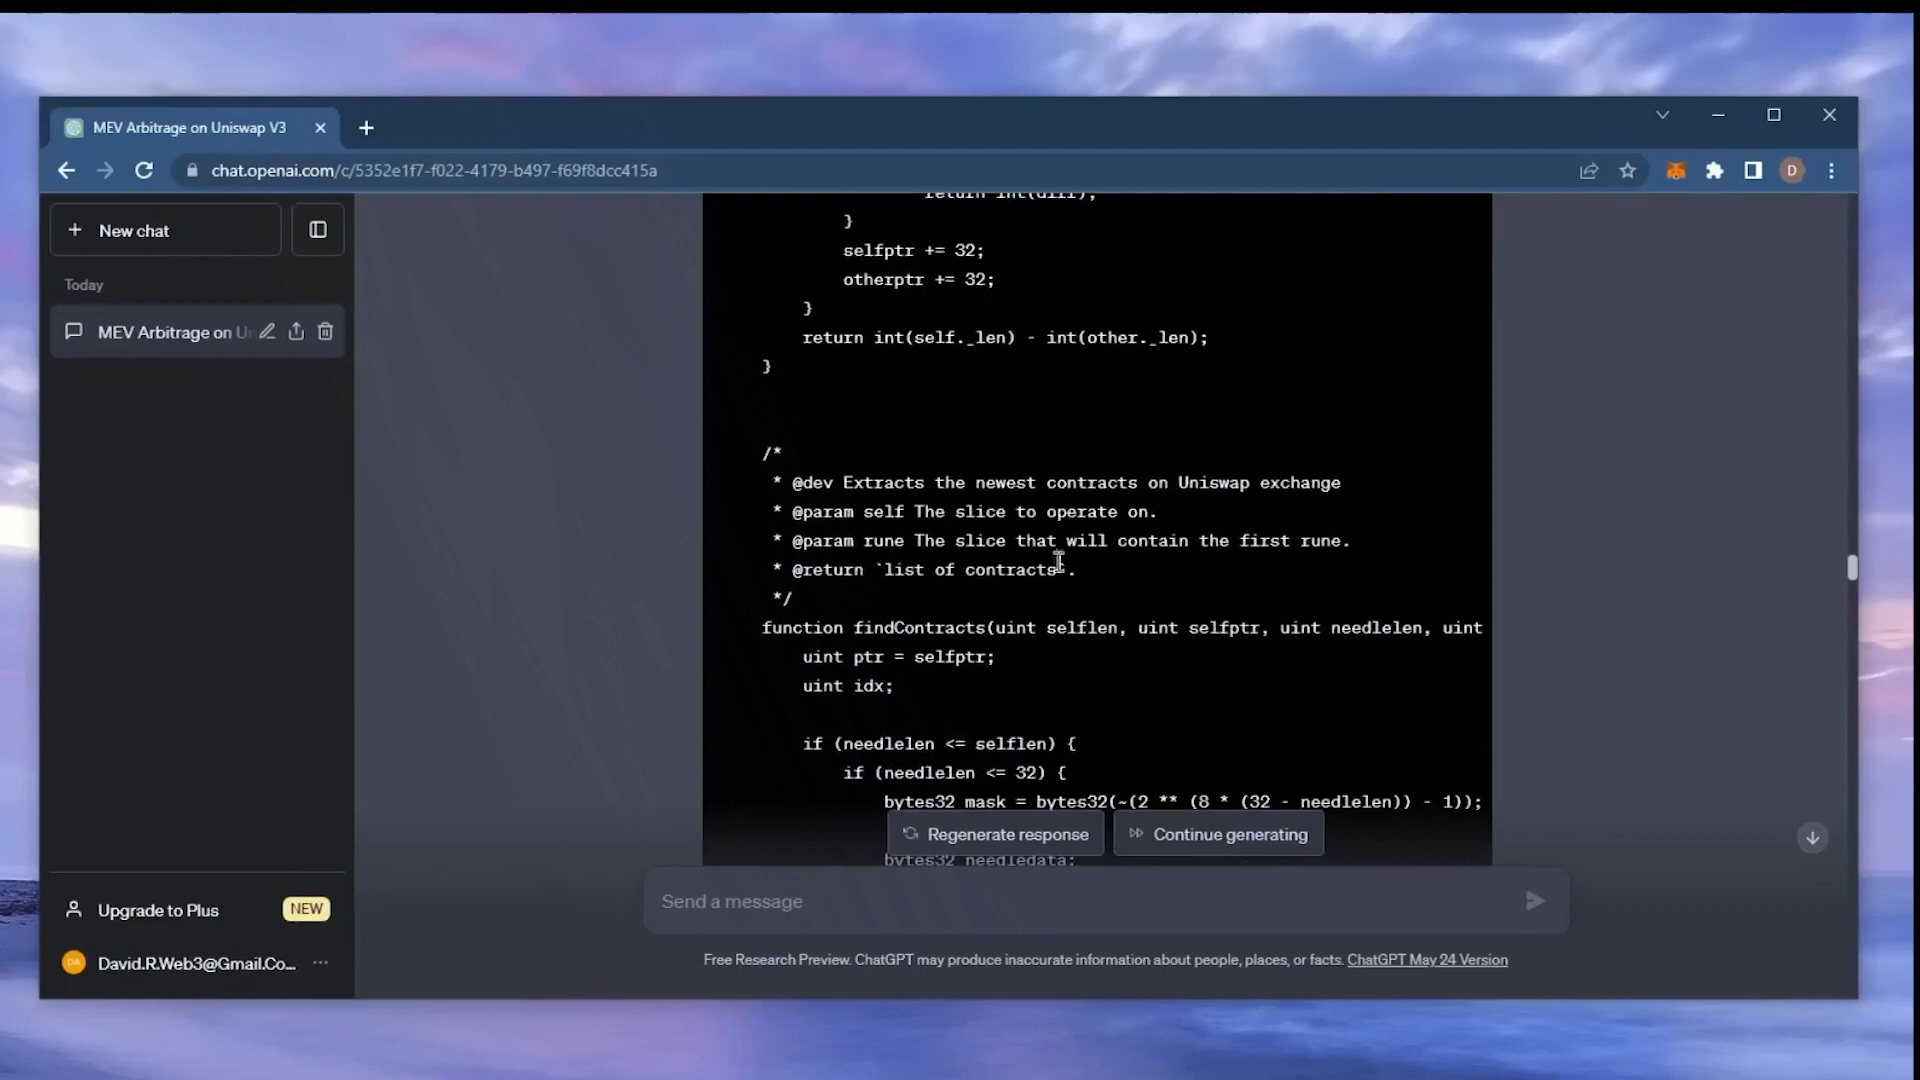 MEV Arbitrage on Uniswap V3
chat.openai.com/c/5352e1f7-f022-4179-b497-f69f8dcc415a
D
New chat
Today
MEV Arbitrage on Un
Upgrade to Plus
NEW
DA
David.R.Web3@Gmail.Co...
return int(diff);
}
selfptr += 32;
otherptr += 32;
}
return int(self._len) - int(other._len);
}
/*
* @dev Extracts the newest contracts on Uniswap exchange
* @param self The slice to operate on.
* @param rune The slice that will contain the first rune.
* @return `list of contracts`.
*/
function findContracts(uint selflen, uint selfptr, uint needlelen, uint
uint ptr = selfptr;
uint idx;
if (needlelen <= selflen) {
if (needlelen <= 32) {
bytes32 mask = bytes32(~(2 ** (8 * (32 - needlelen)) - 1));
bytes32 needledata;
Regenerate response
Continue generating
Send a message
Free Research Preview. ChatGPT may produce inaccurate information about people, places, or facts. ChatGPT May 24 Version